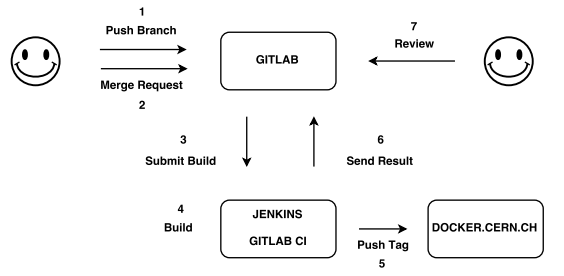 1
Push Branch
Merge Request
2
GITLAB
7
Review
3
Submit Build
6
Send Result
4
Build
JENKINS
GITLAB CI
Push Tag
5
DOCKER.CERN.CH